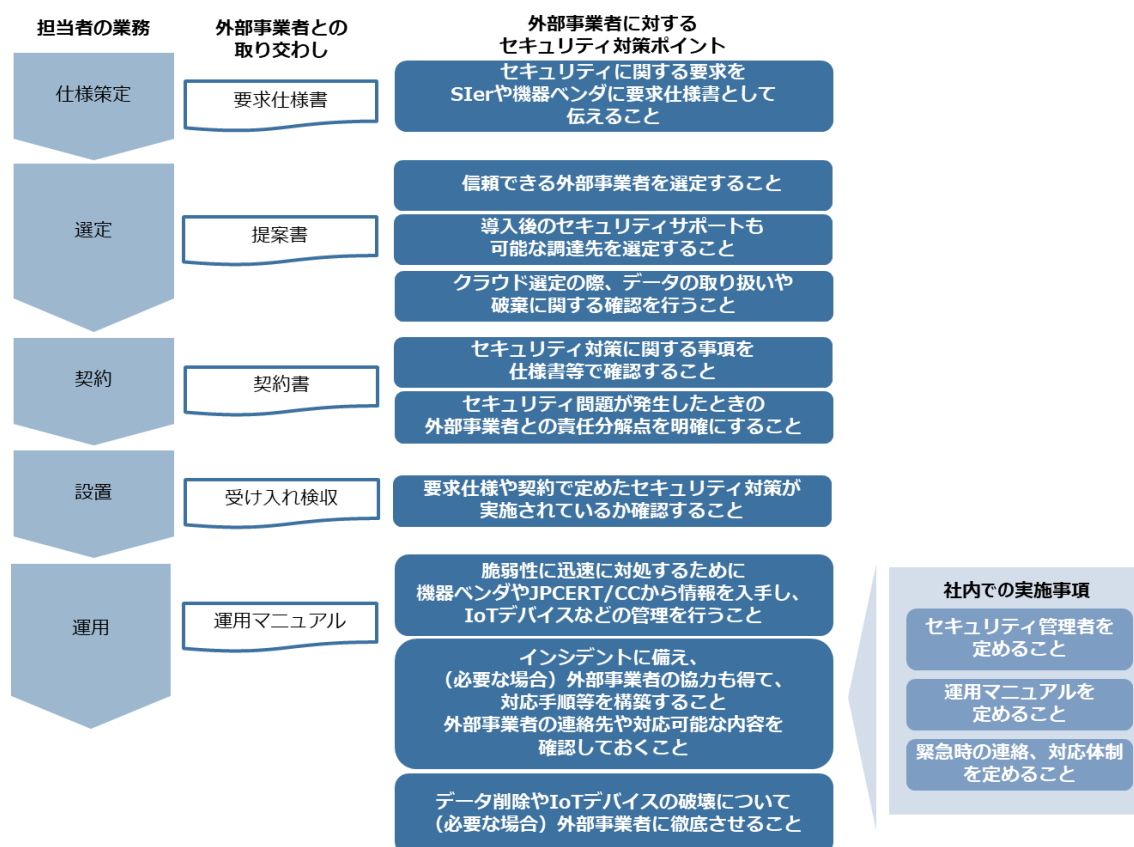 担当者の業務
外部事業者との
取り交わし
外部事業者に対する
セキュリティ対策ポイント
仕様策定
要求仕様書
セキュリティに関する要求を
SIerや機器ベンダに要求仕様書として
伝えること
選定
提案書
信頼できる外部事業者を選定すること
導入後のセキュリティサポートも
可能な調達先を選定すること
クラウド選定の際、データの取り扱いや
破棄に関する確認を行うこと
契約
契約書
セキュリティ対策に関する事項を
仕様書等で確認すること
セキュリティ問題が発生したときの
外部事業者との責任分解点を明確にすること
設置
受け入れ検収
要求仕様や契約で定めたセキュリティ対策が
実施されているか確認すること
運用
運用マニュアル
脆弱性に迅速に対処するために
機器ベンダやJPCERT/CCから情報を入手し、
IoTデバイスなどの管理を行うこと
インシデントに備え、
（必要な場合）外部事業者の協力も得て、
対応手順等を構築すること
外部事業者の連絡先や対応可能な内容を
確認しておくこと
データ削除やIoTデバイスの破壊について
（必要な場合）外部事業者に徹底させること
社内での実施事項
セキュリティ管理者を
定めること
運用マニュアルを
定めること
緊急時の連絡、対応体制
を定めること